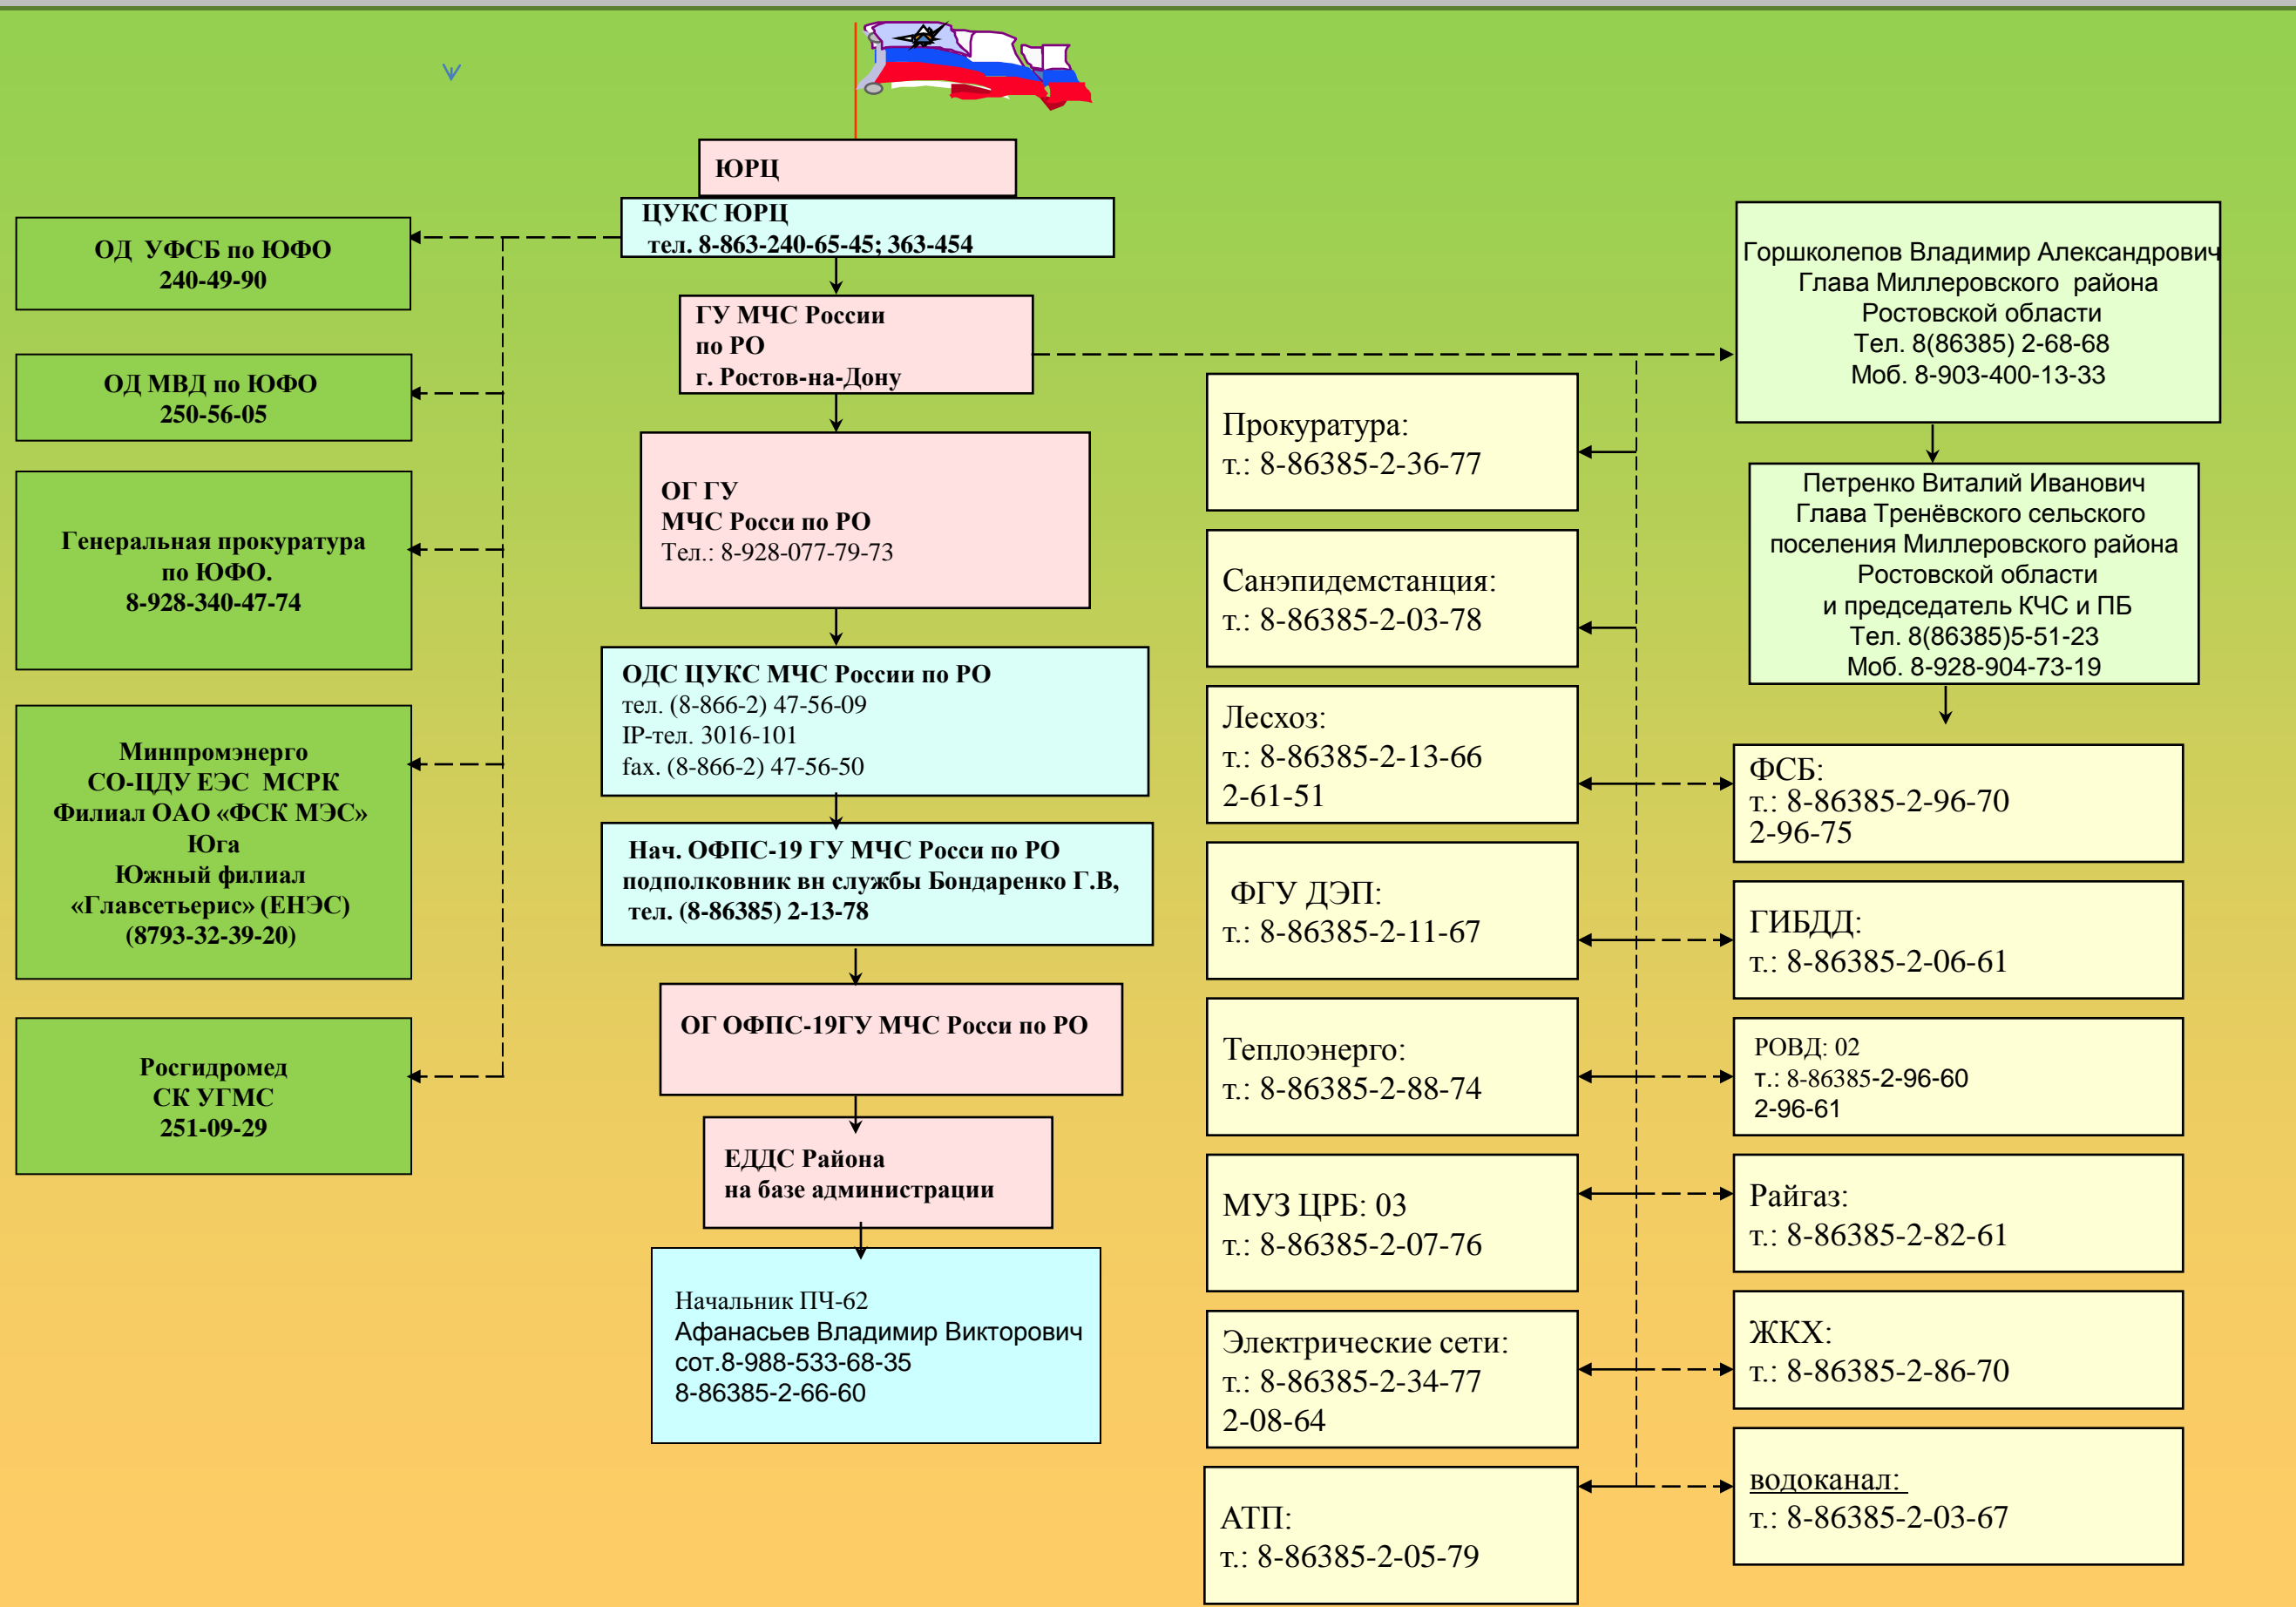 ЮРЦ
ЦУКС ЮРЦ
тел. 8-863-240-65-45; 363-454
ГУ МЧС России
по РО
г. Ростов-на-Дону
ОГ ГУ
МЧС Росси по РО
Тел.: 8-928-077-79-73
ОДС ЦУКС МЧС России по РО
тел. (8-866-2) 47-56-09
IP-тел. 3016-101
fax. (8-866-2) 47-56-50
Нач. ОФПС-19 ГУ МЧС Росси по РО
подполковник вн службы Бондаренко Г.В,
тел. (8-86385) 2-13-78
ОГ ОФПС-19ГУ МЧС Росси по РО
ЕДДС Района
на базе администрации
Начальник ПЧ-62
Афанасьев Владимир Викторович
сот.8-988-533-68-35
8-86385-2-66-60
ОД УФСБ по ЮФО
240-49-90
ОД МВД по ЮФО
250-56-05
Генеральная прокуратура
по ЮФО.
8-928-340-47-74
Минпромэнерго
СО-ЦДУ ЕЭС МСРК
Филиал ОАО «ФСК МЭС»
Юга
Южный филиал
«Главсетьерис» (ЕНЭС)
(8793-32-39-20)
Росгидромед
СК УГМС
251-09-29
Прокуратура:
т.: 8-86385-2-36-77
Санэпидемстанция:
т.: 8-86385-2-03-78
Лесхоз:
т.: 8-86385-2-13-66
2-61-51
ФГУ ДЭП:
т.: 8-86385-2-11-67
Теплоэнерго:
т.: 8-86385-2-88-74
МУЗ ЦРБ: 03
т.: 8-86385-2-07-76
Электрические сети:
т.: 8-86385-2-34-77
2-08-64
АТП:
т.: 8-86385-2-05-79
Горшколепов Владимир Александрович
Глава Миллеровского района
Ростовской области
Тел. 8(86385) 2-68-68
Моб. 8-903-400-13-33
Петренко Виталий Иванович
Глава Тренёвского сельского
поселения Миллеровского района
Ростовской области
и председатель КЧС и ПБ
Тел. 8(86385)5-51-23
Моб. 8-928-904-73-19
ФСБ:
т.: 8-86385-2-96-70
2-96-75
ГИБДД:
т.: 8-86385-2-06-61
РОВД: 02
т.: 8-86385-2-96-60
2-96-61
Райгаз:
т.: 8-86385-2-82-61
ЖКХ:
т.: 8-86385-2-86-70
водоканал:
т.: 8-86385-2-03-67